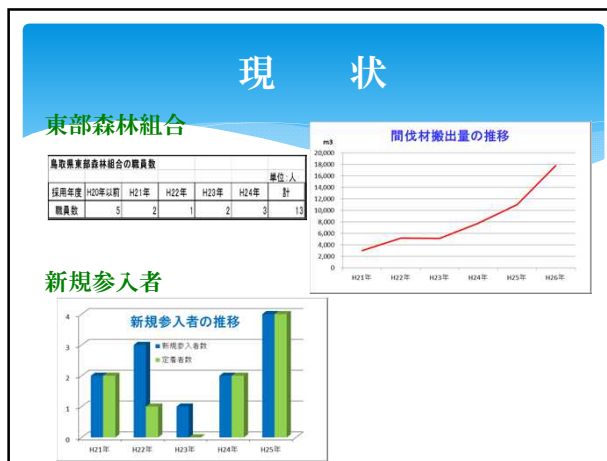 現 状
東部森林組合
鳥取県東部森林組合の職員数
単位:人
採用年度 H20年以前 H21年 H22年 H23年 H24年 計
職員数 5 2 1 2 3 13
間伐材搬出量の推移
m3
20,000
18,000
16,000
14,000
12,000
10,000
8,000
6,000
4,000
2,000
0
H21年 H22年 H23年 H24年 H25年 H26年
新規参入者
新規参入者の推移
新規参入者数
定着者数
4
3
2
1
0
H21年 H22年 H23年 H24年 H25年